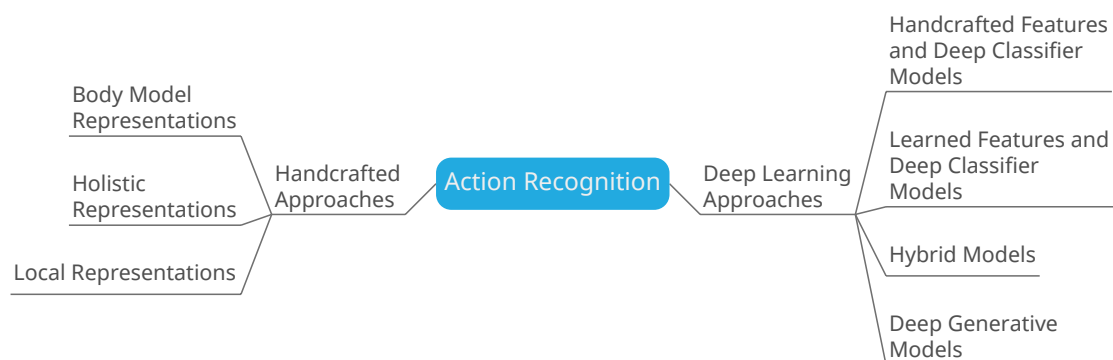 Action Recognition
Handcrafted
Approaches
Body Model
Representations
Holistic
Representations
Local Representations
Deep Learning
Approaches
Handcrafted Features
and Deep Classifier
Models
Learned Features and
Deep Classifier
Models
Hybrid Models
Deep Generative
Models